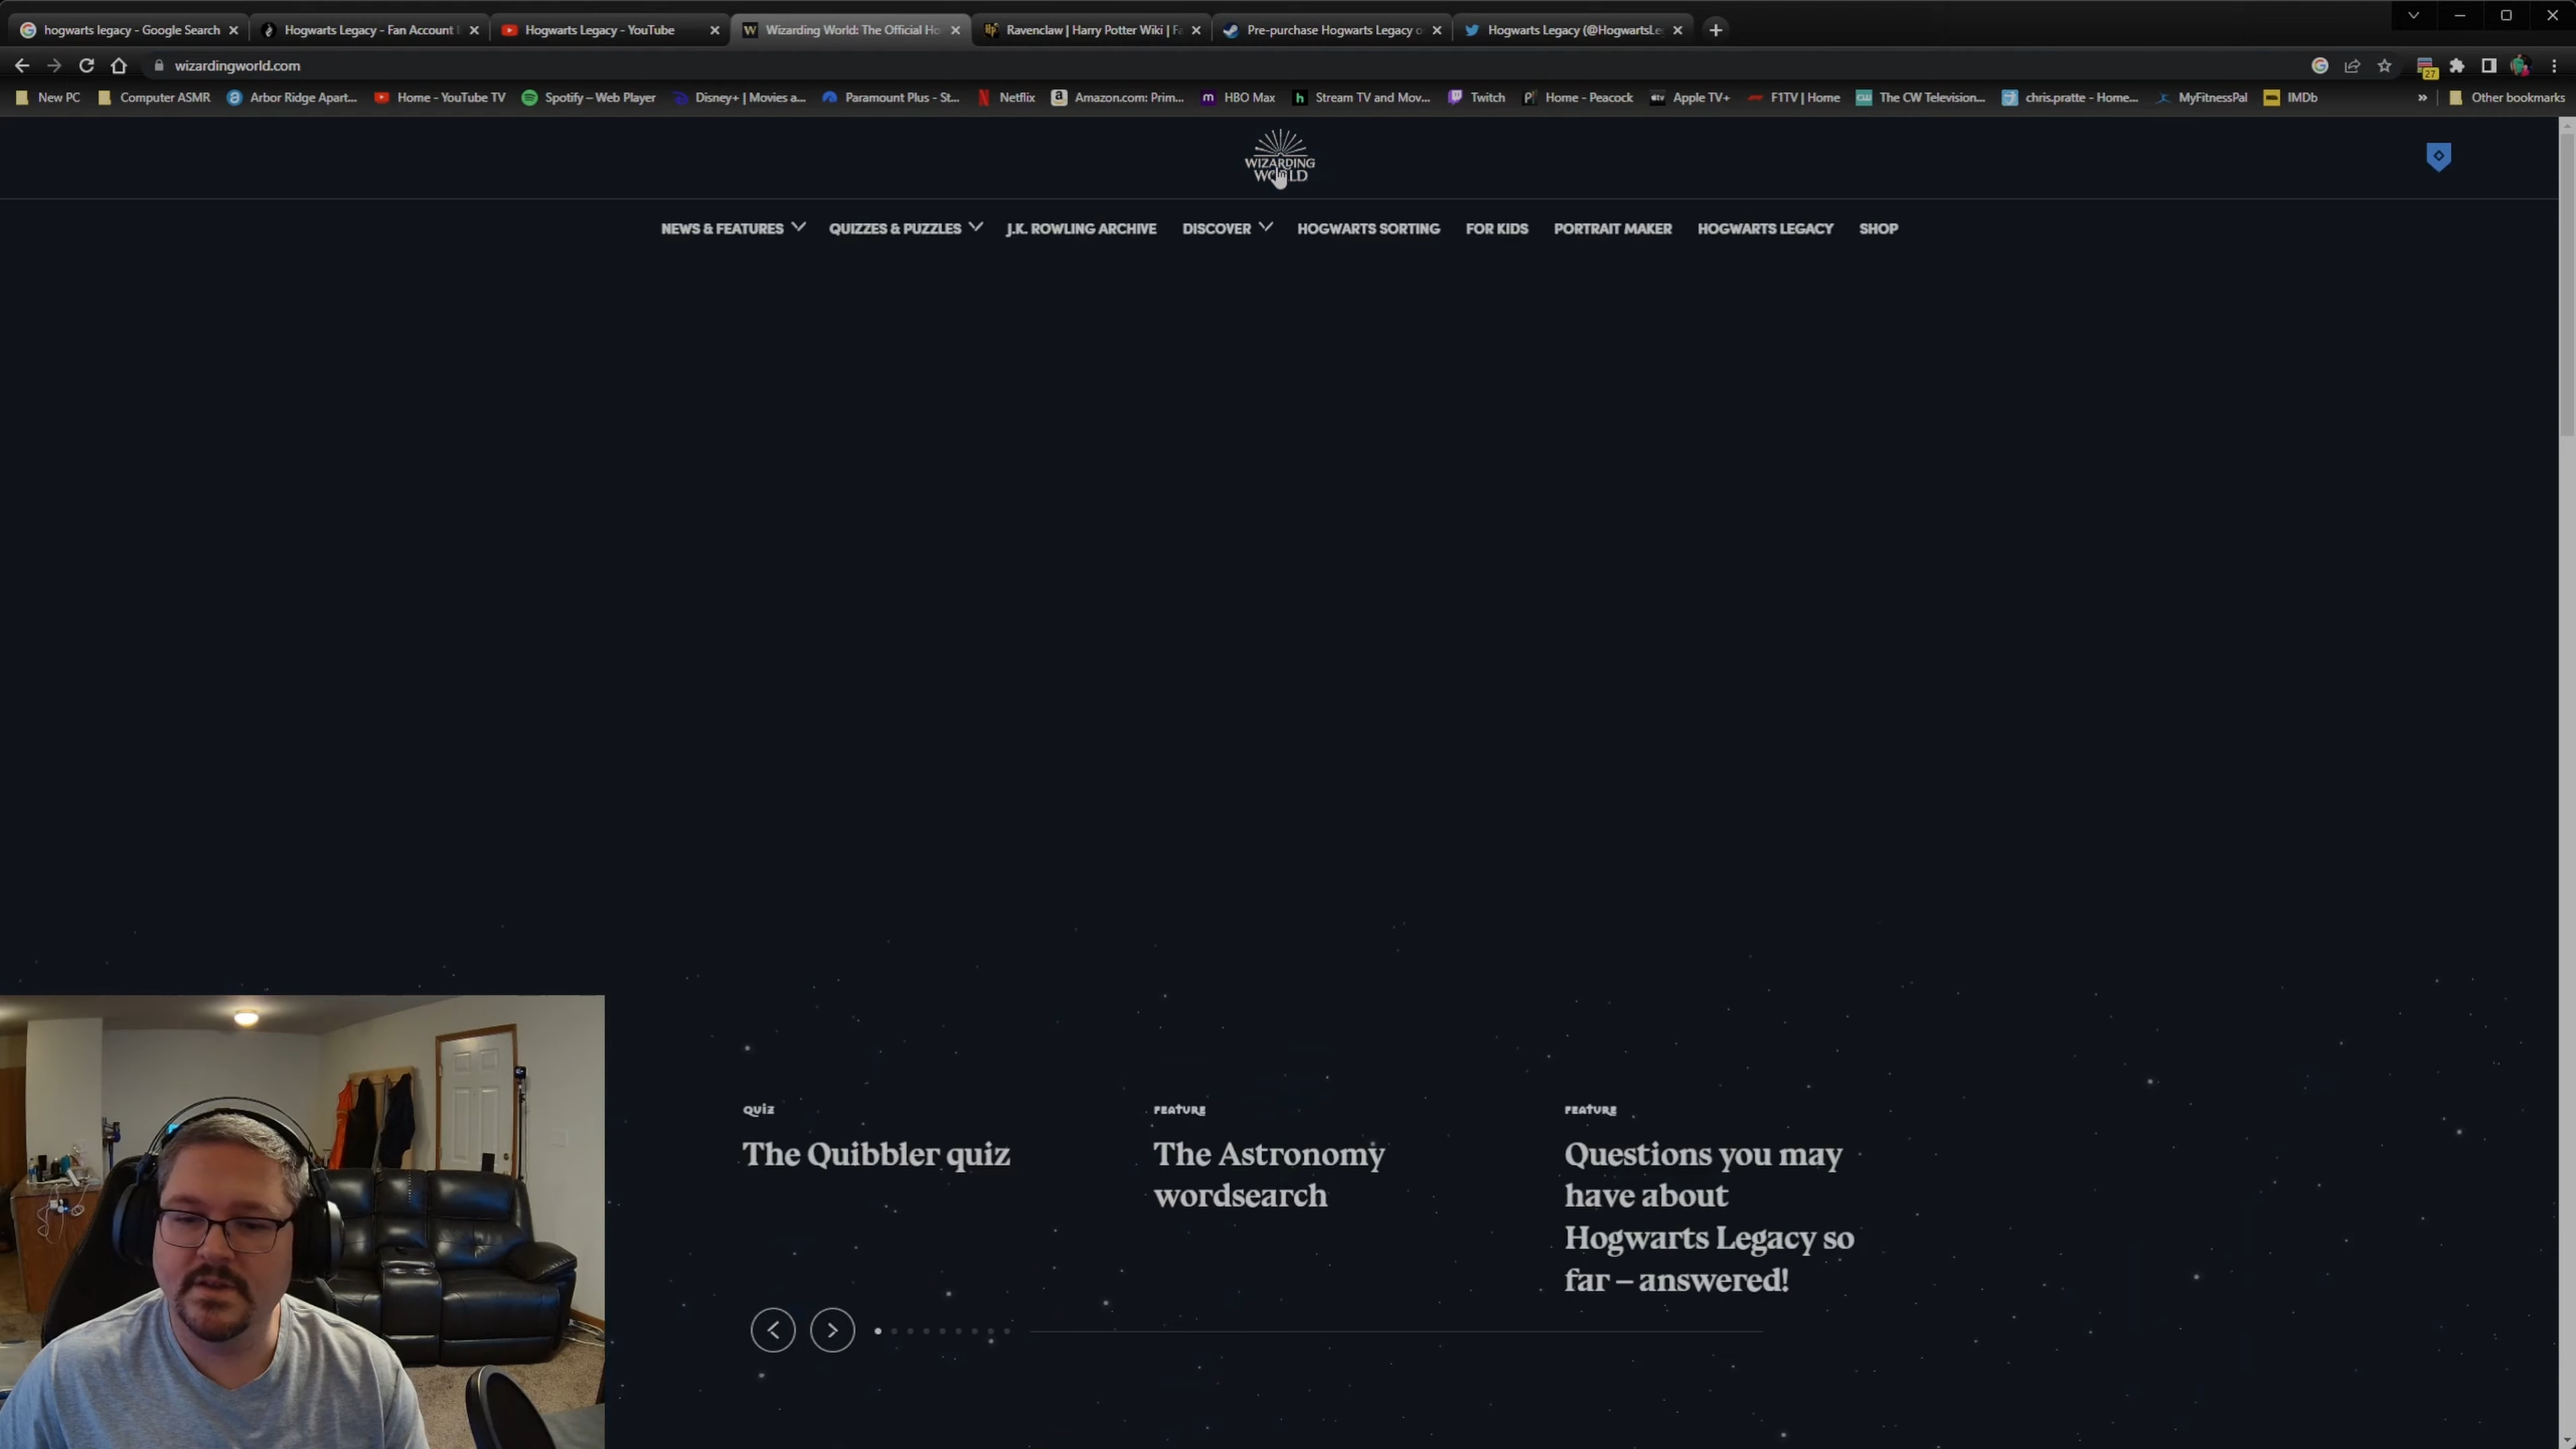 hogwarts legacy - Google Search
Hogwarts Legacy - Fan Account
Hogwarts Legacy - YouTube
Wizarding World: The Official Ho
Ravenclaw | Harry Potter Wiki | Fa
Pre-purchase Hogwarts Legacy o
Hogwarts Legacy (@HogwartsLe
wizardingworld.com
27
New PC
Computer ASMR
Arbor Ridge Apart...
Home - YouTube TV
Spotify – Web Player
Disney+ | Movies a...
Paramount Plus - St...
Netflix
Amazon.com: Prim...
HBO Max
Stream TV and Mov...
Twitch
Home - Peacock
Apple TV+
F1TV | Home
The CW Television...
chris.pratte - Home...
MyFitnessPal
IMDb
»
Other bookmarks
WIZARDING
WORLD
NEWS & FEATURES
QUIZZES & PUZZLES
J.K. ROWLING ARCHIVE
DISCOVER
HOGWARTS SORTING
FOR KIDS
PORTRAIT MAKER
HOGWARTS LEGACY
SHOP
QUIZ
The Quibbler quiz
FEATURE
The Astronomy
wordsearch
FEATURE
Questions you may
have about
Hogwarts Legacy so
far – answered!